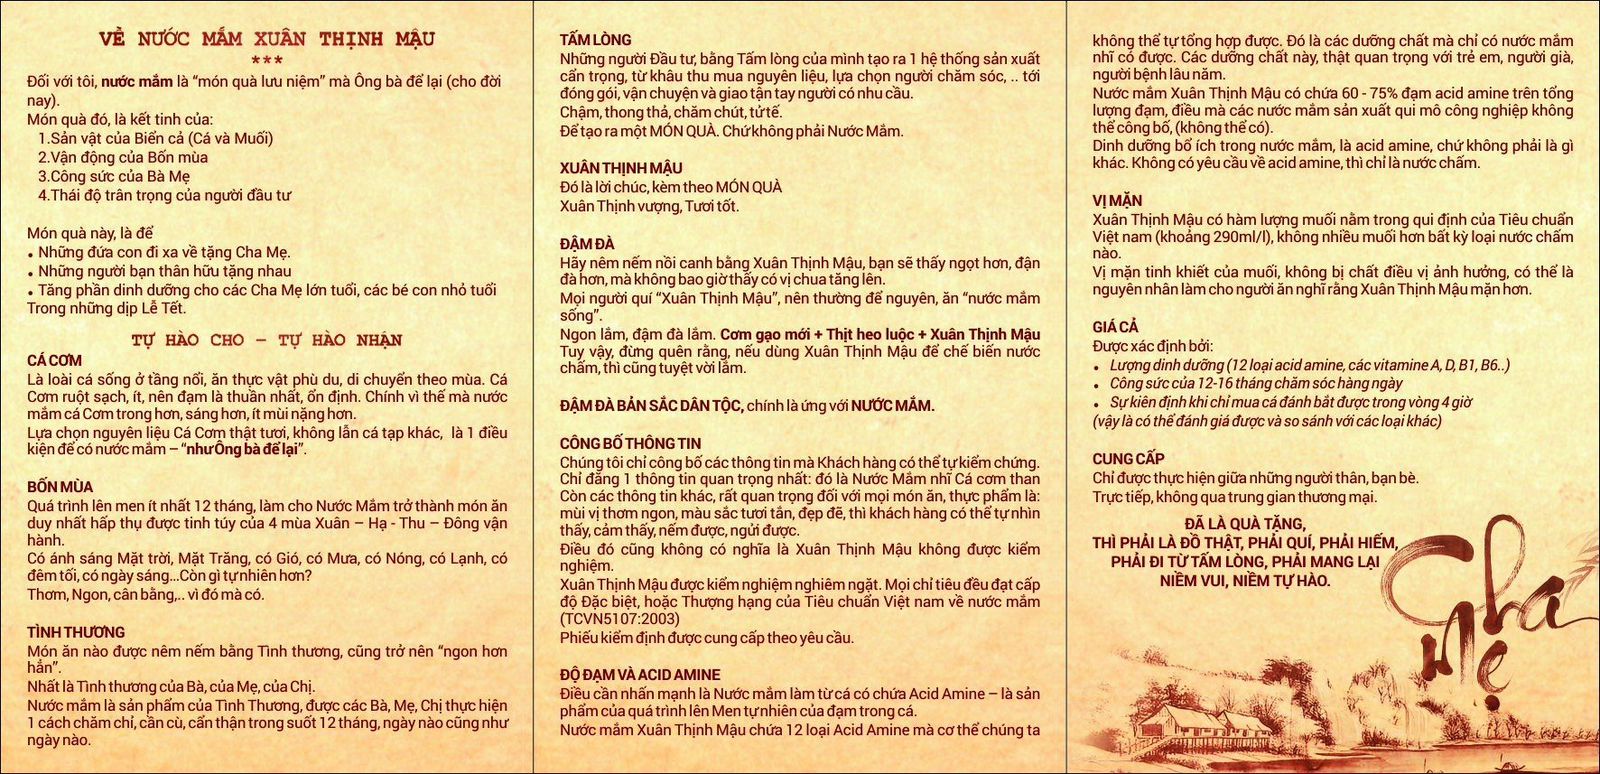 VỀ NƯỚC MẮM XUÂN THỊNH MẬU
***
Đối với tôi, nước mắm là “món quà lưu niệm” mà Ông bà để lại (cho đời
nay).
Món quà đó, là kết tinh của:
1.Sản vật của Biển cả (Cá và Muối)
2.Vận động của Bốn mùa
3.Công sức của Bà Mẹ
4.Thái độ trân trọng của người đầu tư
Món quà này, là để
• Những đứa con đi xa về tặng Cha Mẹ.
• Những người bạn thân hữu tặng nhau
• Tăng phần dinh dưỡng cho các Cha Mẹ lớn tuổi, các bé con nhỏ tuổi
Trong những dịp Lễ Tết.
TỰ HÀO CHO – TỰ HÀO NHẬN
CÁ CƠM
Là loài cá sống ở tầng nổi, ăn thực vật phù du, di chuyển theo mùa. Cá
Cơm ruột sạch, ít, nên đạm là thuần nhất, ổn định. Chính vì thế mà nước
mắm cá Cơm trong hơn, sáng hơn, ít mùi nặng hơn.
Lựa chọn nguyên liệu Cá Cơm thật tươi, không lẫn cá tạp khác, là 1 điều
kiện để có nước mắm – “như Ông bà để lại”.
BỐN MÙA
Quá trình lên men ít nhất 12 tháng, làm cho Nước Mắm trở thành món ăn
duy nhất hấp thụ được tinh túy của 4 mùa Xuân – Hạ - Thu – Đông vận
hành.
Có ánh sáng Mặt trời, Mặt Trăng, có Gió, có Mưa, có Nóng, có Lạnh, có
đêm tối, có ngày sáng...Còn gì tự nhiên hơn?
Thơm, Ngon, cân bằng,.. vì đó mà có.
TÌNH THƯƠNG
Món ăn nào được nêm nếm bằng Tình thương, cũng trở nên “ngon hơn
hẳn”.
Nhất là Tình thương của Bà, của Mẹ, của Chị.
Nước mắm là sản phẩm của Tình Thương, được các Bà, Mẹ, Chị thực hiện
1 cách chăm chỉ, cần cù, cẩn thận trong suốt 12 tháng, ngày nào cũng như
ngày nào.
TẤM LÒNG
Những người Đầu tư, bằng Tấm lòng của mình tạo ra 1 hệ thống sản xuất
cẩn trọng, từ khâu thu mua nguyên liệu, lựa chọn người chăm sóc, .. tới
đóng gói, vận chuyện và giao tận tay người có nhu cầu.
Chậm, thong thả, chăm chút, tử tế.
Để tạo ra một MÓN QUÀ. Chứ không phải Nước Mắm.
XUÂN THỊNH MẬU
Đó là lời chúc, kèm theo MÓN QUÀ
Xuân Thịnh vượng, Tươi tốt.
ĐẬM ĐÀ
Hãy nêm nếm nồi canh bằng Xuân Thịnh Mậu, bạn sẽ thấy ngọt hơn, đận
đà hơn, mà không bao giờ thấy có vị chua tăng lên.
Mọi người quí “Xuân Thịnh Mậu”, nên thường để nguyên, ăn “nước mắm
sống”.
Ngon lắm, đậm đà lắm. Cơm gạo mới + Thịt heo luộc + Xuân Thịnh Mậu
Tuy vậy, đừng quên rằng, nếu dùng Xuân Thịnh Mậu để chế biến nước
chấm, thì cũng tuyệt vời lắm.
ĐẬM ĐÀ BẢN SẮC DÂN TỘC, chính là ứng với NƯỚC MẮM.
CÔNG BỐ THÔNG TIN
Chúng tôi chỉ công bố các thông tin mà Khách hàng có thể tự kiểm chứng.
Chỉ đăng 1 thông tin quan trọng nhất: đó là Nước Mắm nhĩ Cá cơm than
Còn các thông tin khác, rất quan trọng đối với mọi món ăn, thực phẩm là:
mùi vị thơm ngon, màu sắc tươi tắn, đẹp đẽ, thì khách hàng có thể tự nhìn
thấy, cảm thấy, nếm được, ngửi được.
Điều đó cũng không có nghĩa là Xuân Thịnh Mậu không được kiểm
nghiệm.
Xuân Thịnh Mậu được kiểm nghiệm nghiêm ngặt. Mọi chỉ tiêu đều đạt cấp
độ Đặc biệt, hoặc Thượng hạng của Tiêu chuẩn Việt nam về nước mắm
(TCVN5107:2003)
Phiếu kiểm định được cung cấp theo yêu cầu.
ĐỘ ĐẠM VÀ ACID AMINE
Điều cần nhấn mạnh là Nước mắm làm từ cá có chứa Acid Amine – là sản
phẩm của quá trình lên Men tự nhiên của đạm trong cá.
Nước mắm Xuân Thịnh Mậu chứa 12 loại Acid Amine mà cơ thể chúng ta
không thể tự tổng hợp được. Đó là các dưỡng chất mà chỉ có nước mắm
nhĩ có được. Các dưỡng chất này, thật quan trọng với trẻ em, người già,
người bệnh lâu năm.
Nước mắm Xuân Thịnh Mậu có chứa 60 - 75% đạm acid amine trên tổng
lượng đạm, điều mà các nước mắm sản xuất qui mô công nghiệp không
thể công bố, (không thể có).
Dinh dưỡng bổ ích trong nước mắm, là acid amine, chứ không phải là gì
khác. Không có yêu cầu về acid amine, thì chỉ là nước chấm.
VỊ MẶN
Xuân Thịnh Mậu có hàm lượng muối nằm trong qui định của Tiêu chuẩn
Việt nam (khoảng 290ml/l), không nhiều muối hơn bất kỳ loại nước chấm
nào.
Vị mặn tinh khiết của muối, không bị chất điều vị ảnh hưởng, có thể là
nguyên nhân làm cho người ăn nghĩ rằng Xuân Thịnh Mậu mặn hơn.
GIÁ CẢ
Được xác định bởi:
• Lượng dinh dưỡng (12 loại acid amine, các vitamine A, D, B1, B6..)
• Công sức của 12-16 tháng chăm sóc hàng ngày
• Sự kiên định khi chỉ mua cá đánh bắt được trong vòng 4 giờ
(vậy là có thể đánh giá được và so sánh với các loại khác)
CUNG CẤP
Chỉ được thực hiện giữa những người thân, bạn bè.
Trực tiếp, không qua trung gian thương mại.
ĐÃ LÀ QUÀ TẶNG,
THÌ PHẢI LÀ ĐỒ THẬT, PHẢI QUÍ, PHẢI HIẾM,
PHẢI ĐI TỪ TẤM LÒNG, PHẢI MANG LẠI
NIỀM VUI, NIỀM TỰ HÀO.
Cha
Mẹ